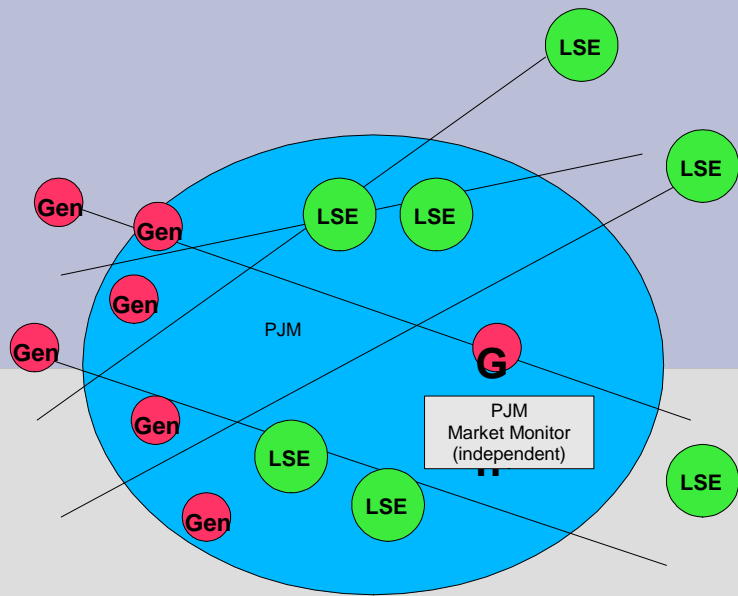 LSE
LSE
Gen
LSE
LSE
Gen
Gen
PJM
Gen
G
Gen
PJM
Market Monitor
(independent)
LSE
LSE
LSE
Gen